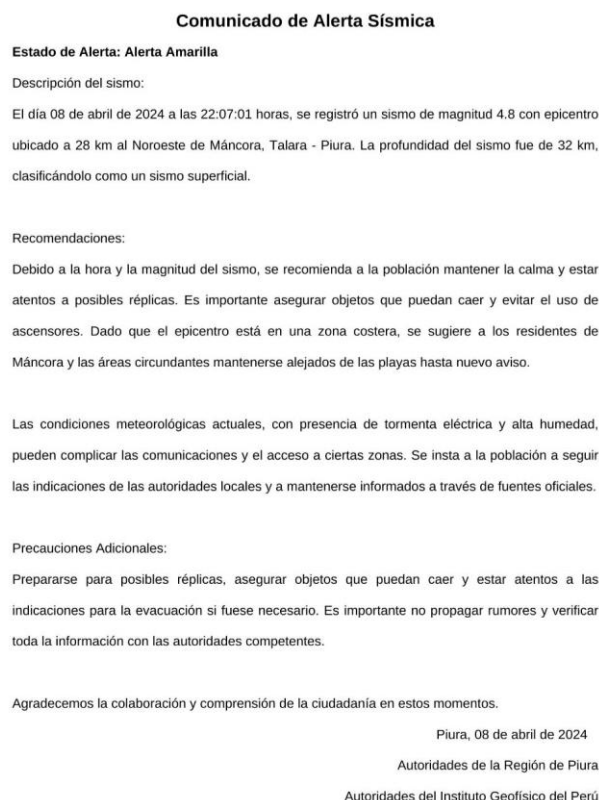 Comunicado de Alerta Sísmica
Estado de Alerta: Alerta Amarilla
Descripción del sismo:
El día 08 de abril de 2024 a las 22:07:01 horas, se registró un sismo de magnitud 4.8 con epicentro
ubicado a 28 km al Noroeste de Máncora, Talara - Piura. La profundidad del sismo fue de 32 km,
clasificándolo como un sismo superficial.
Recomendaciones:
Debido a la hora y la magnitud del sismo, se recomienda a la población mantener la calma y estar
atentos a posibles réplicas. Es importante asegurar objetos que puedan caer y evitar el uso de
ascensores. Dado que el epicentro está en una zona costera, se sugiere a los residentes de
Máncora y las áreas circundantes mantenerse alejados de las playas hasta nuevo aviso.
Las condiciones meteorológicas actuales, con presencia de tormenta eléctrica y alta humedad,
pueden complicar las comunicaciones y el acceso a ciertas zonas. Se insta a la población a seguir
las indicaciones de las autoridades locales y a mantenerse informados a través de fuentes oficiales.
Precauciones Adicionales:
Prepararse para posibles réplicas, asegurar objetos que puedan caer y estar atentos a las
indicaciones para la evacuación si fuese necesario. Es importante no propagar rumores y verificar
toda la información con las autoridades competentes.
Agradecemos la colaboración y comprensión de la ciudadanía en estos momentos.
Piura, 08 de abril de 2024
Autoridades de la Región de Piura
Autoridades del Instituto Geofísico del Perú